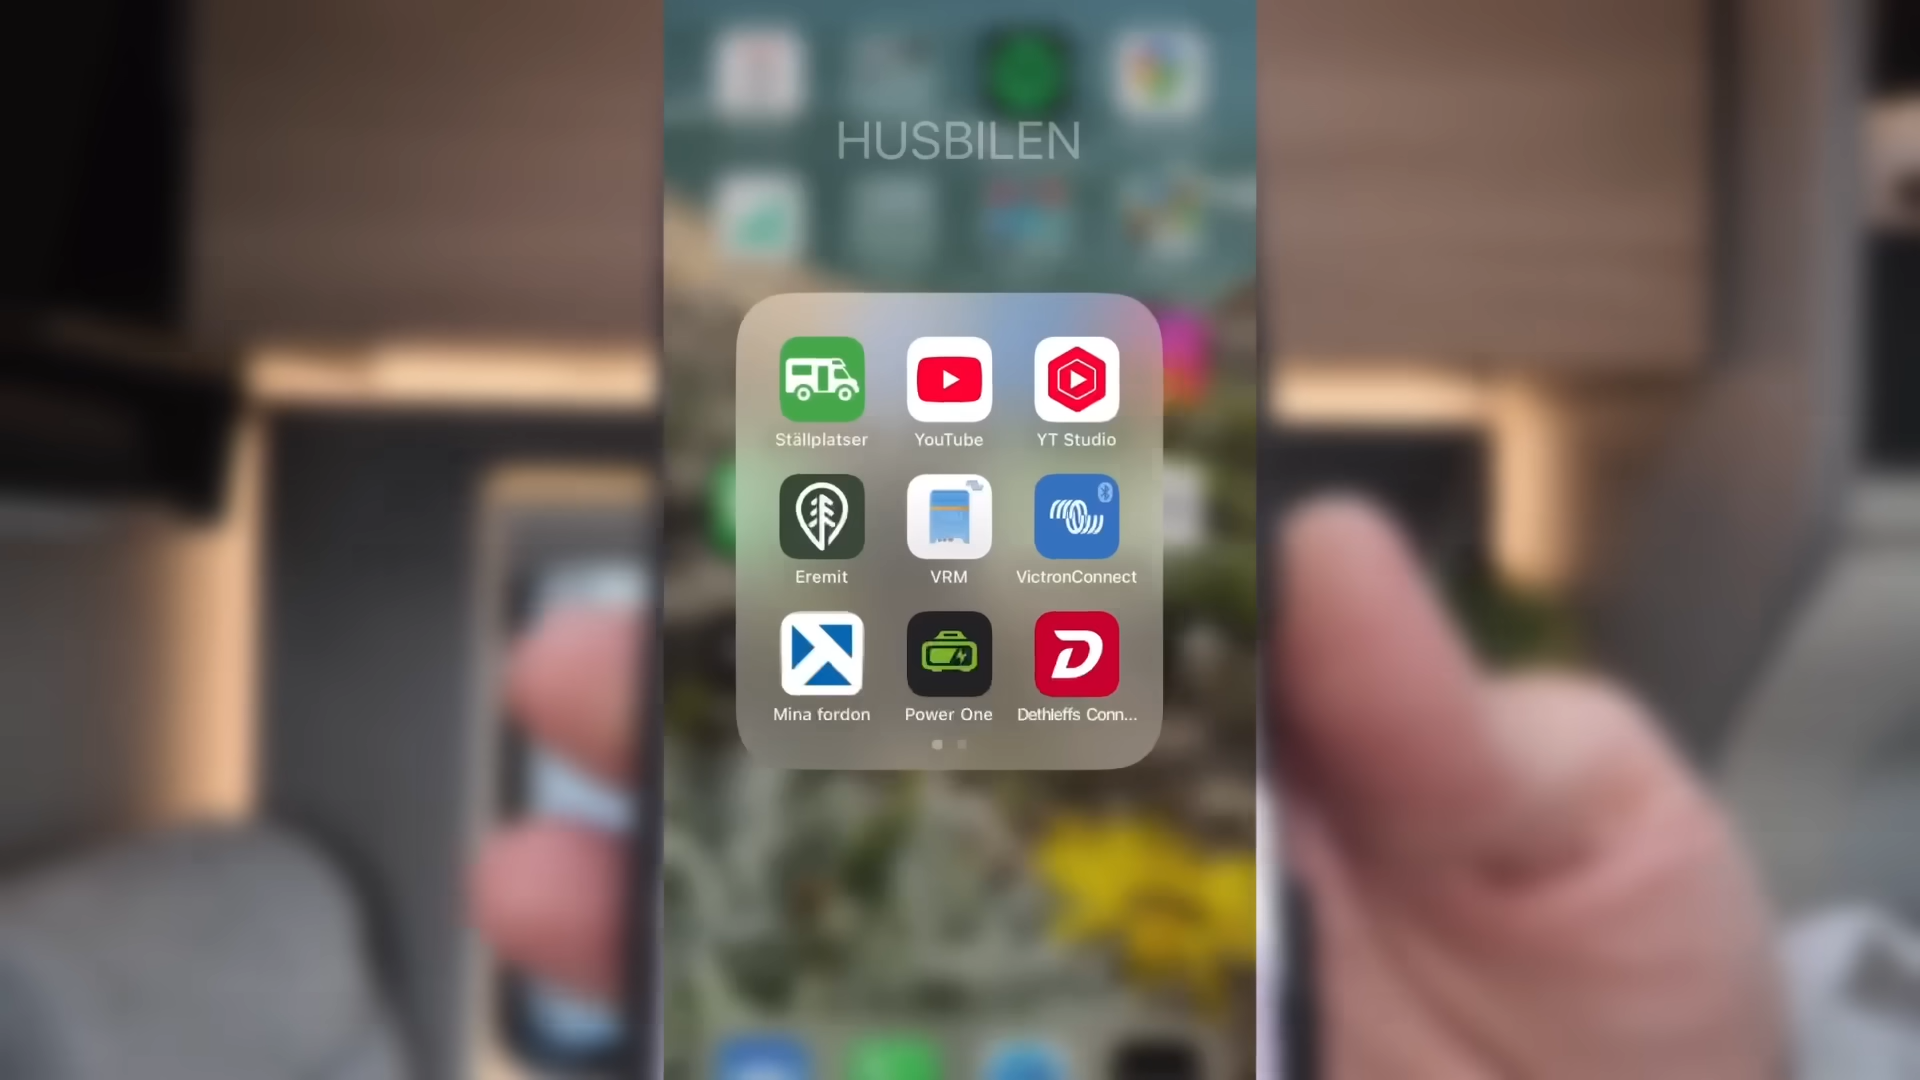 HUSBILEN
Ställplatser
YouTube
YT Studio
Eremit
VRM
VictronConnect
Mina fordon
Power One
Dethleffs Conn...